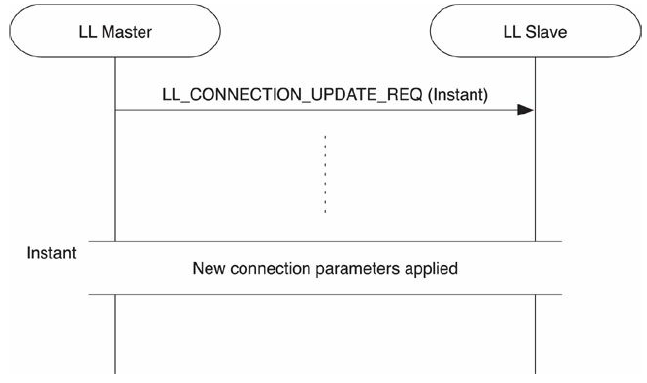 LL Master
LL Slave
LL_CONNECTION_UPDATE_REQ (Instant)
Instant
New connection parameters applied